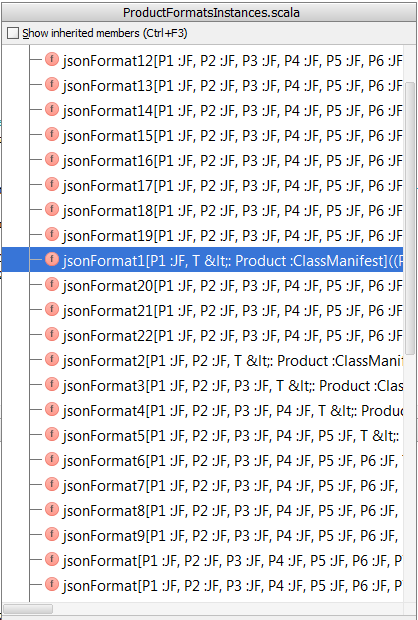 ProductFormatsInstances.scala
Show inherited members (Ctrl+F3)
f jsonFormat12[P1 :JF, P2 :JF, P3 :JF, P4 :JF, P5 :JF, P6 :JF
f jsonFormat13[P1 :JF, P2 :JF, P3 :JF, P4 :JF, P5 :JF, P6 :JF
f jsonFormat14[P1 :JF, P2 :JF, P3 :JF, P4 :JF, P5 :JF, P6 :JF
f jsonFormat15[P1 :JF, P2 :JF, P3 :JF, P4 :JF, P5 :JF, P6 :JF
f jsonFormat16[P1 :JF, P2 :JF, P3 :JF, P4 :JF, P5 :JF, P6 :JF
f jsonFormat17[P1 :JF, P2 :JF, P3 :JF, P4 :JF, P5 :JF, P6 :JF
f jsonFormat18[P1 :JF, P2 :JF, P3 :JF, P4 :JF, P5 :JF, P6 :JF
f jsonFormat19[P1 :JF, P2 :JF, P3 :JF, P4 :JF, P5 :JF, P6 :JF
f jsonFormat1[P1 :JF, T &lt;: Product :ClassManifest]((P
f jsonFormat20[P1 :JF, P2 :JF, P3 :JF, P4 :JF, P5 :JF, P6 :JF
f jsonFormat21[P1 :JF, P2 :JF, P3 :JF, P4 :JF, P5 :JF, P6 :JF
f jsonFormat22[P1 :JF, P2 :JF, P3 :JF, P4 :JF, P5 :JF, P6 :JF
f jsonFormat2[P1 :JF, P2 :JF, T &lt;: Product :ClassManif
f jsonFormat3[P1 :JF, P2 :JF, P3 :JF, T &lt;: Product :Clas
f jsonFormat4[P1 :JF, P2 :JF, P3 :JF, P4 :JF, T &lt;: Produc
f jsonFormat5[P1 :JF, P2 :JF, P3 :JF, P4 :JF, P5 :JF, T &lt;:
f jsonFormat6[P1 :JF, P2 :JF, P3 :JF, P4 :JF, P5 :JF, P6 :JF,
f jsonFormat7[P1 :JF, P2 :JF, P3 :JF, P4 :JF, P5 :JF, P6 :JF,
f jsonFormat8[P1 :JF, P2 :JF, P3 :JF, P4 :JF, P5 :JF, P6 :JF,
f jsonFormat9[P1 :JF, P2 :JF, P3 :JF, P4 :JF, P5 :JF, P6 :JF,
f jsonFormat[P1 :JF, P2 :JF, P3 :JF, P4 :JF, P5 :JF, P6 :JF,
f jsonFormat[P1 :JF, P2 :JF, P3 :JF, P4 :JF, P5 :JF, P6 :JF,